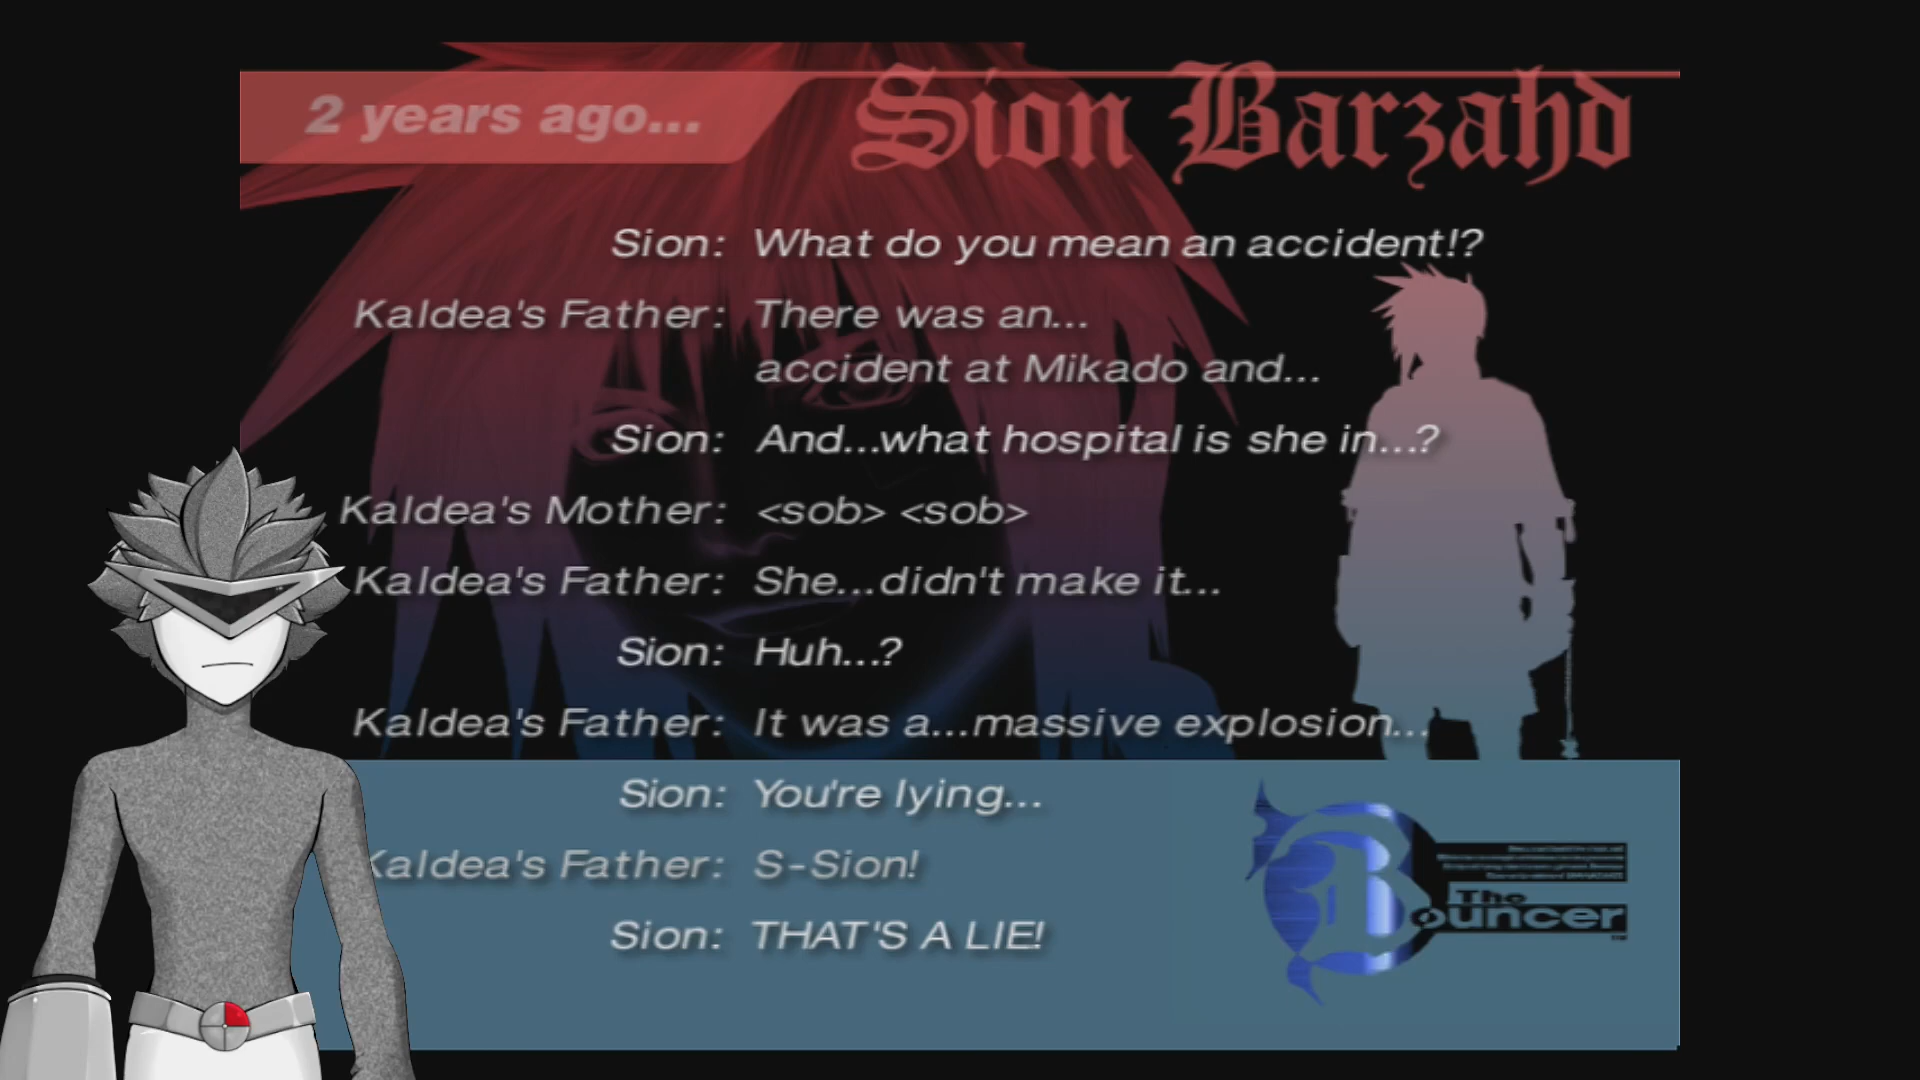 2 years ago...
Sion Barzahd
Sion: What do you mean an accident!?
Kaldea's Father: There was an...
accident at Mikado and...
Sion: And...what hospital is she in...?
Kaldea's Mother: <sob> <sob>
Kaldea's Father: She...didn't make it...
Sion: Huh...?
Kaldea's Father: It was a...massive explosion...
Sion: You're lying...
Kaldea's Father: S-Sion!
Sion: THAT'S A LIE!
The
Bouncer